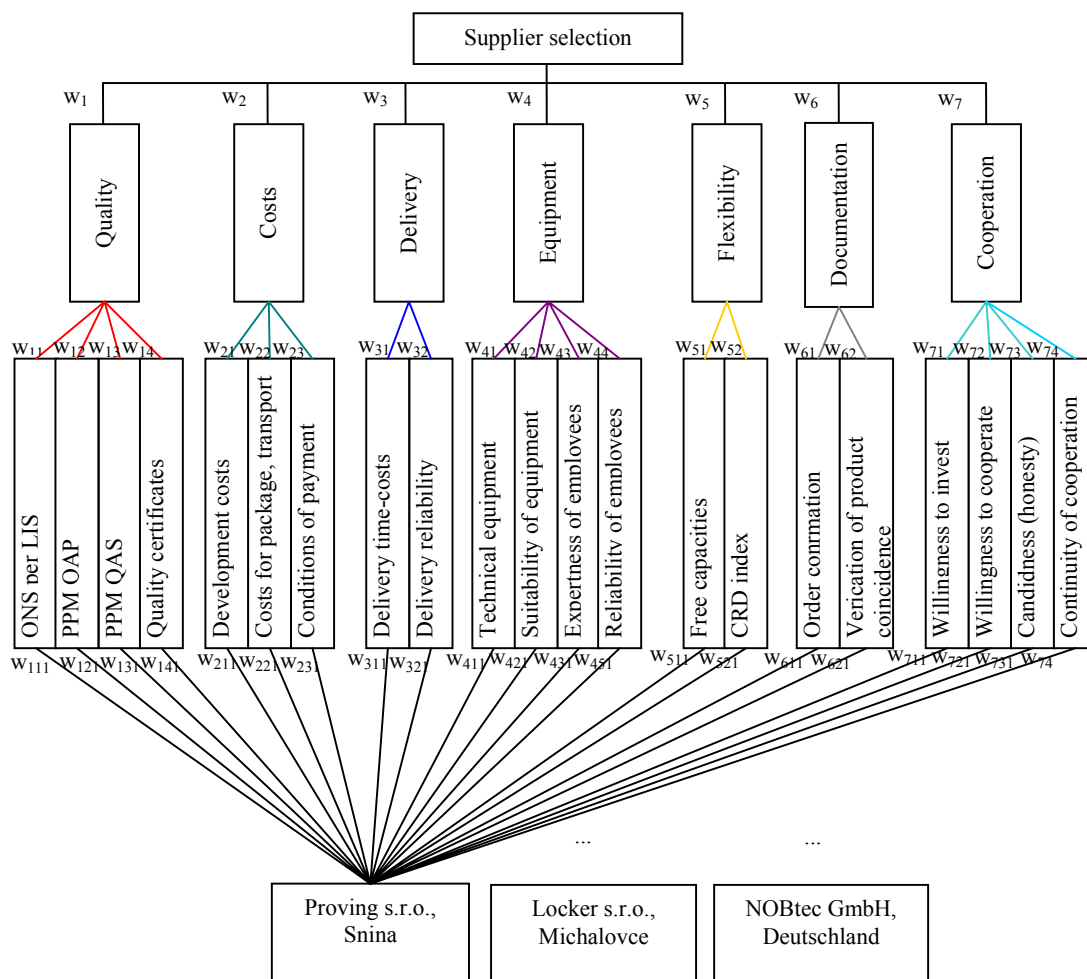 Supplier selection
w1
w2
w3
w4
w5
w6
w7
Quality
Costs
Delivery
Equipment
Flexibility
Documentation
Cooperation
w11
w12
w13
w14
w21
w22
w23
w31
w32
w41
w42
w43
w44
w51
w52
w61
w62
w71
w72
w73
w74
ONS per LIS
PPM OAP
PPM QAS
Quality certificates
Development costs
Costs for package, transport
Conditions of payment
Delivery time-costs
Delivery reliability
Technical equipment
Suitability of equipment
Expertness of employees
Reliability of employees
Free capacities
CRD index
Order conrmation
Verication of product
coincidence
Willingness to invest
Willingness to cooperate
Candidness (honesty)
Continuity of cooperation
w111
w121
w131
w141
w211
w221
w231
w311
w321
w411
w421
w431
w451
w511
w521
w611
w621
w711
w721
w731
w74
...
...
Proving s.r.o.,
Snina
Locker s.r.o.,
Michalovce
NOBtec GmbH,
Deutschland